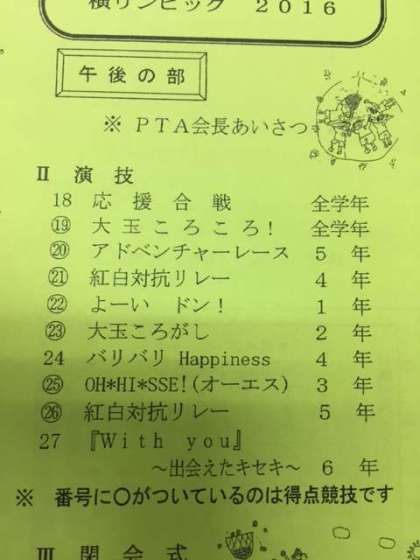 横リンピック ２０１６
午後の部
※ ＰＴＡ会長あいさつ
Ⅱ 演技
18 応援合戦 全学年
⑲ 大玉ころころ！ 全学年
⑳ アドベンチャーレース ５年
㉑ 紅白対抗リレー ４年
㉒ よーい ドン！ １年
㉓ 大玉ころがし ２年
24 バリバリ Happiness ４年
㉕ OH*HI*SSE!(オーエス) ３年
㉖ 紅白対抗リレー ５年
27 『Ｗｉｔｈ ｙｏｕ』
～出会えたキセキ～ ６年
※ 番号に○がついているのは得点競技です
Ⅲ 閉会式